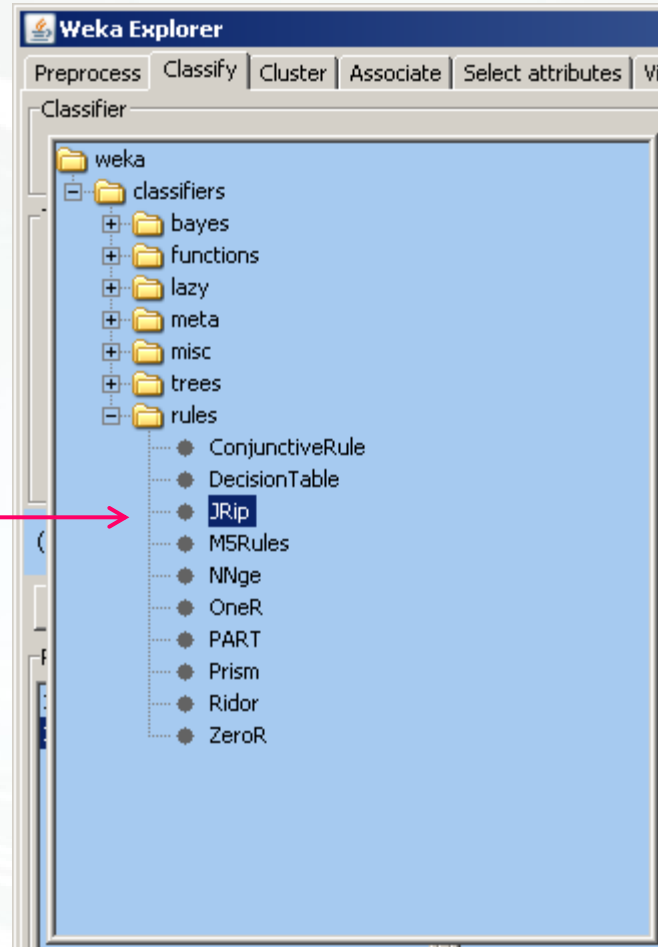 Weka Explorer
Preprocess Classify Cluster Associate Select attributes Vi
Classifier
weka
classifiers
bayes
functions
lazy
meta
misc
trees
rules
ConjunctiveRule
DecisionTable
JRip
M5Rules
NNge
OneR
PART
Prism
Ridor
ZeroR